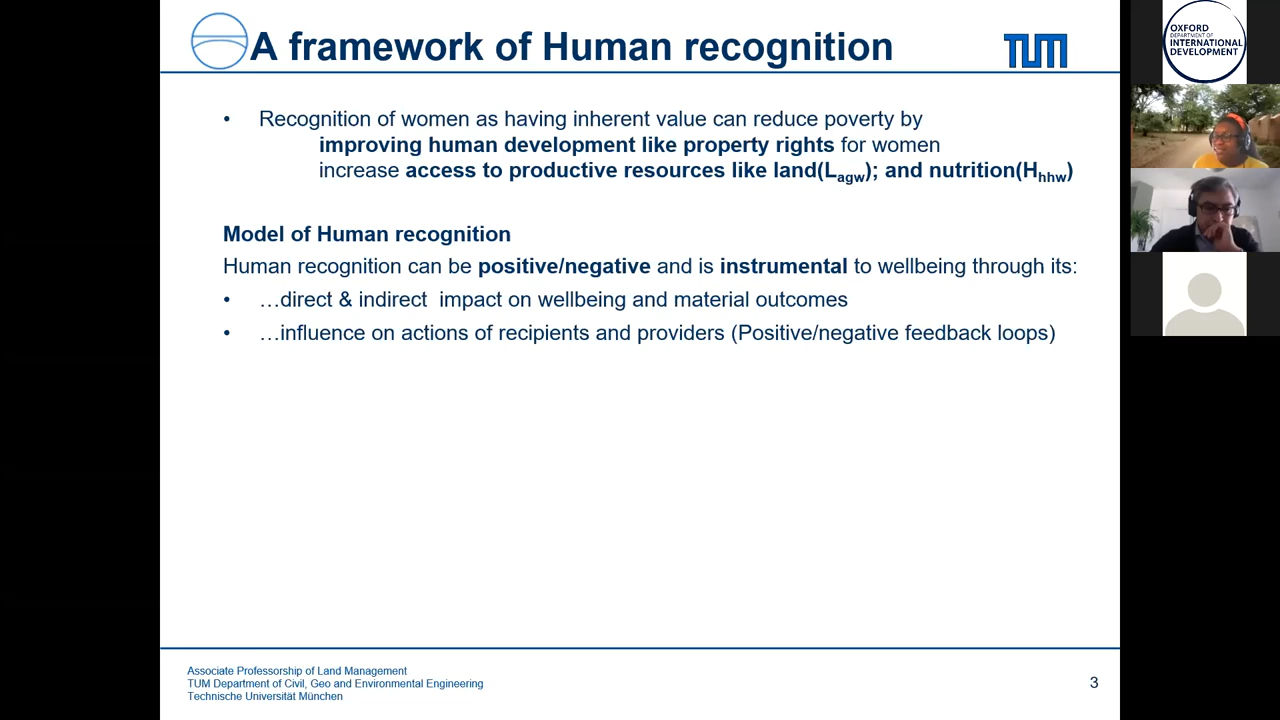 A framework of Human recognition
TUM
• Recognition of women as having inherent value can reduce poverty by
improving human development like property rights for women
increase access to productive resources like land(Lagw); and nutrition(Hhhw)
Model of Human recognition
Human recognition can be positive/negative and is instrumental to wellbeing through its:
• …direct & indirect impact on wellbeing and material outcomes
• …influence on actions of recipients and providers (Positive/negative feedback loops)
Associate Professorship of Land Management
TUM Department of Civil, Geo and Environmental Engineering
Technische Universität München
3
OXFORD
DEPARTMENT OF
INTERNATIONAL
DEVELOPMENT